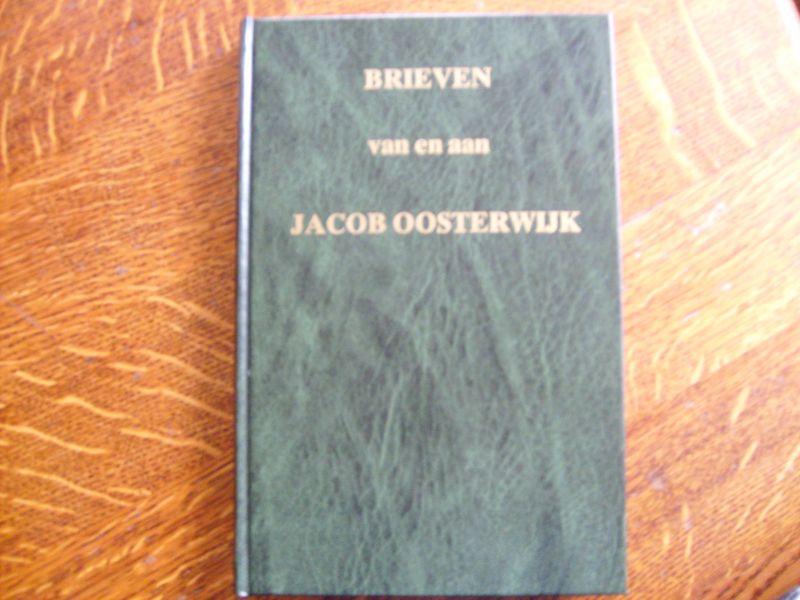 BRIEVEN
van en aan
JACOB OOSTERWIJK